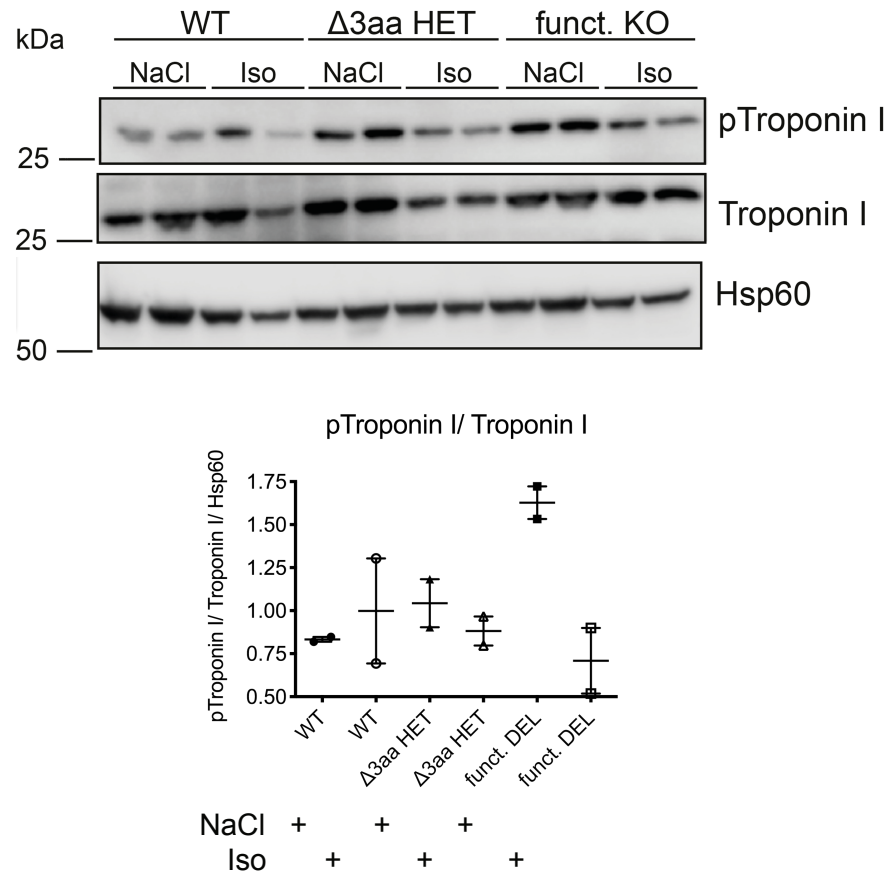 WT Δ3aa HET funct. KO
kDa
NaCl Iso NaCl Iso NaCl Iso
pTroponin I
25
Troponin I
25
Hsp60
50
pTroponin I/ Troponin I
pTroponin I/ Troponin I/ Hsp60
1.75
1.50
1.25
1.00
0.75
0.50
WT WT Δ3aa HET Δ3aa HET funct. DEL funct. DEL
NaCl + + +
Iso + + +